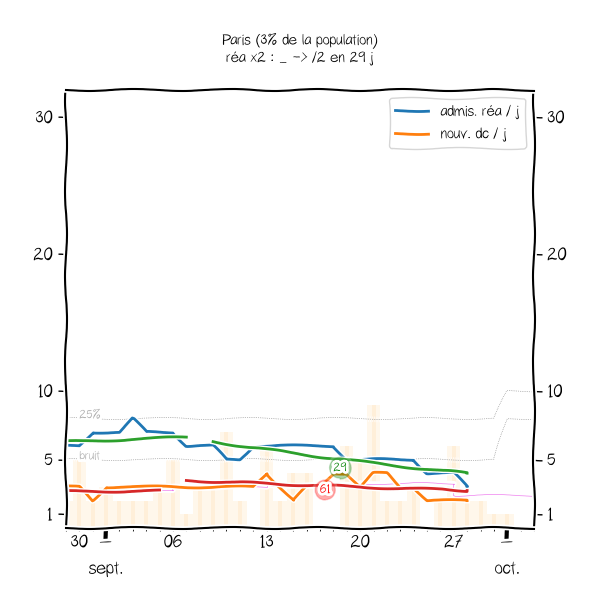 Paris (3% de la population)
réa x2 : _ -> /2 en 29 j
admis. réa / j
nouv. dc / j
30 30
20 20
10 10
25%
5 bruit 5
29
61
1 1
30 06 13 20 27
sept. oct.